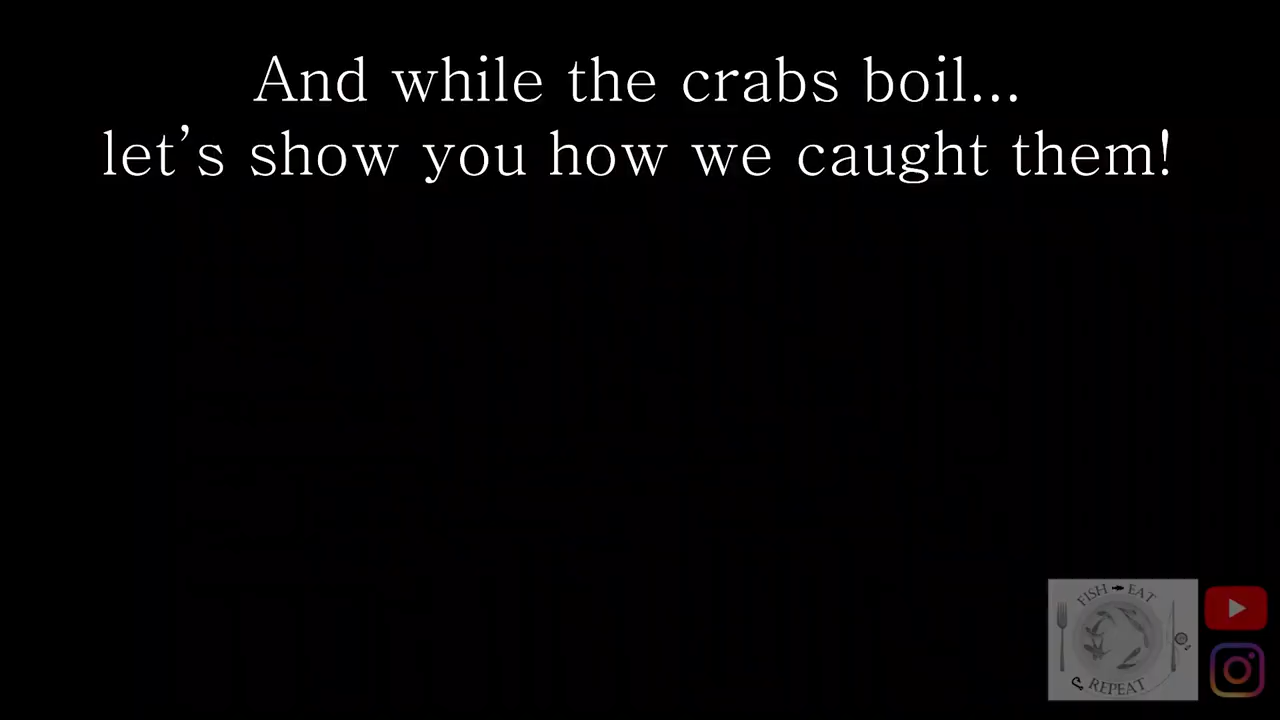 And while the crabs boil...
let's show you how we caught them!
FISH EAT
REPEAT